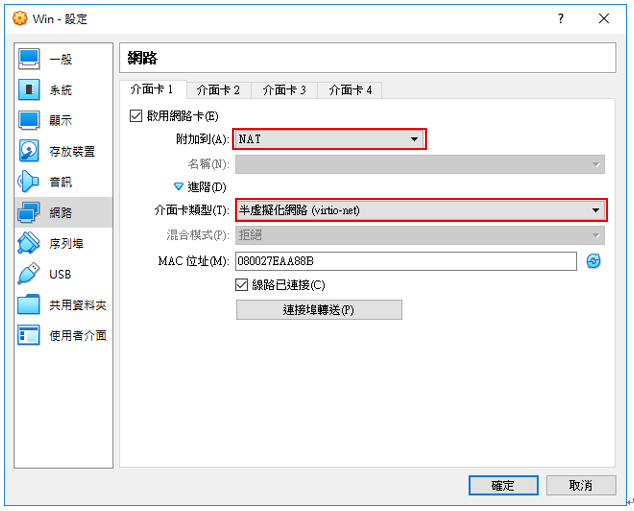 Win - 設定
?
一般
系統
顯示
存放裝置
音訊
網路
序列埠
USB
共用資料夾
使用者介面
網路
介面卡 1 介面卡 2 介面卡 3 介面卡 4
啟用網路卡(E)
附加到(A): NAT
名稱(N):
進階(D)
介面卡類型(T): 半虛擬化網路 (virtio-net)
混合模式(P): 拒絕
MAC 位址(M): 080027EAA88B
線路已連接(C)
連接埠轉送(P)
確定 取消